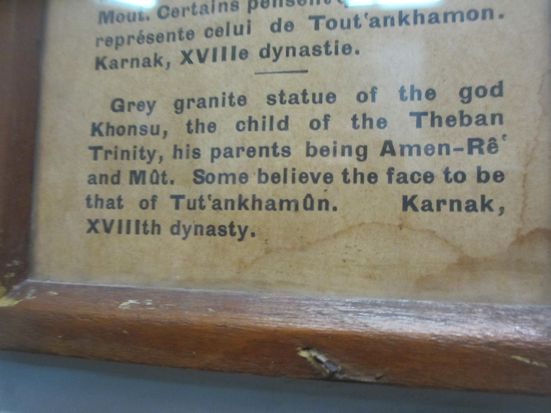 Mout. Certains pensent
représente celui de Tout'ankhamon.
Karnak, XVIIIe dynastie.
Grey granite statue of the god
Khonsu, the child of the Theban
Trinity, his parents being Amen-Rê‘
and Mût. Some believe the face to be
that of Tut'ankhamûn. Karnak,
XVIIIth dynasty.